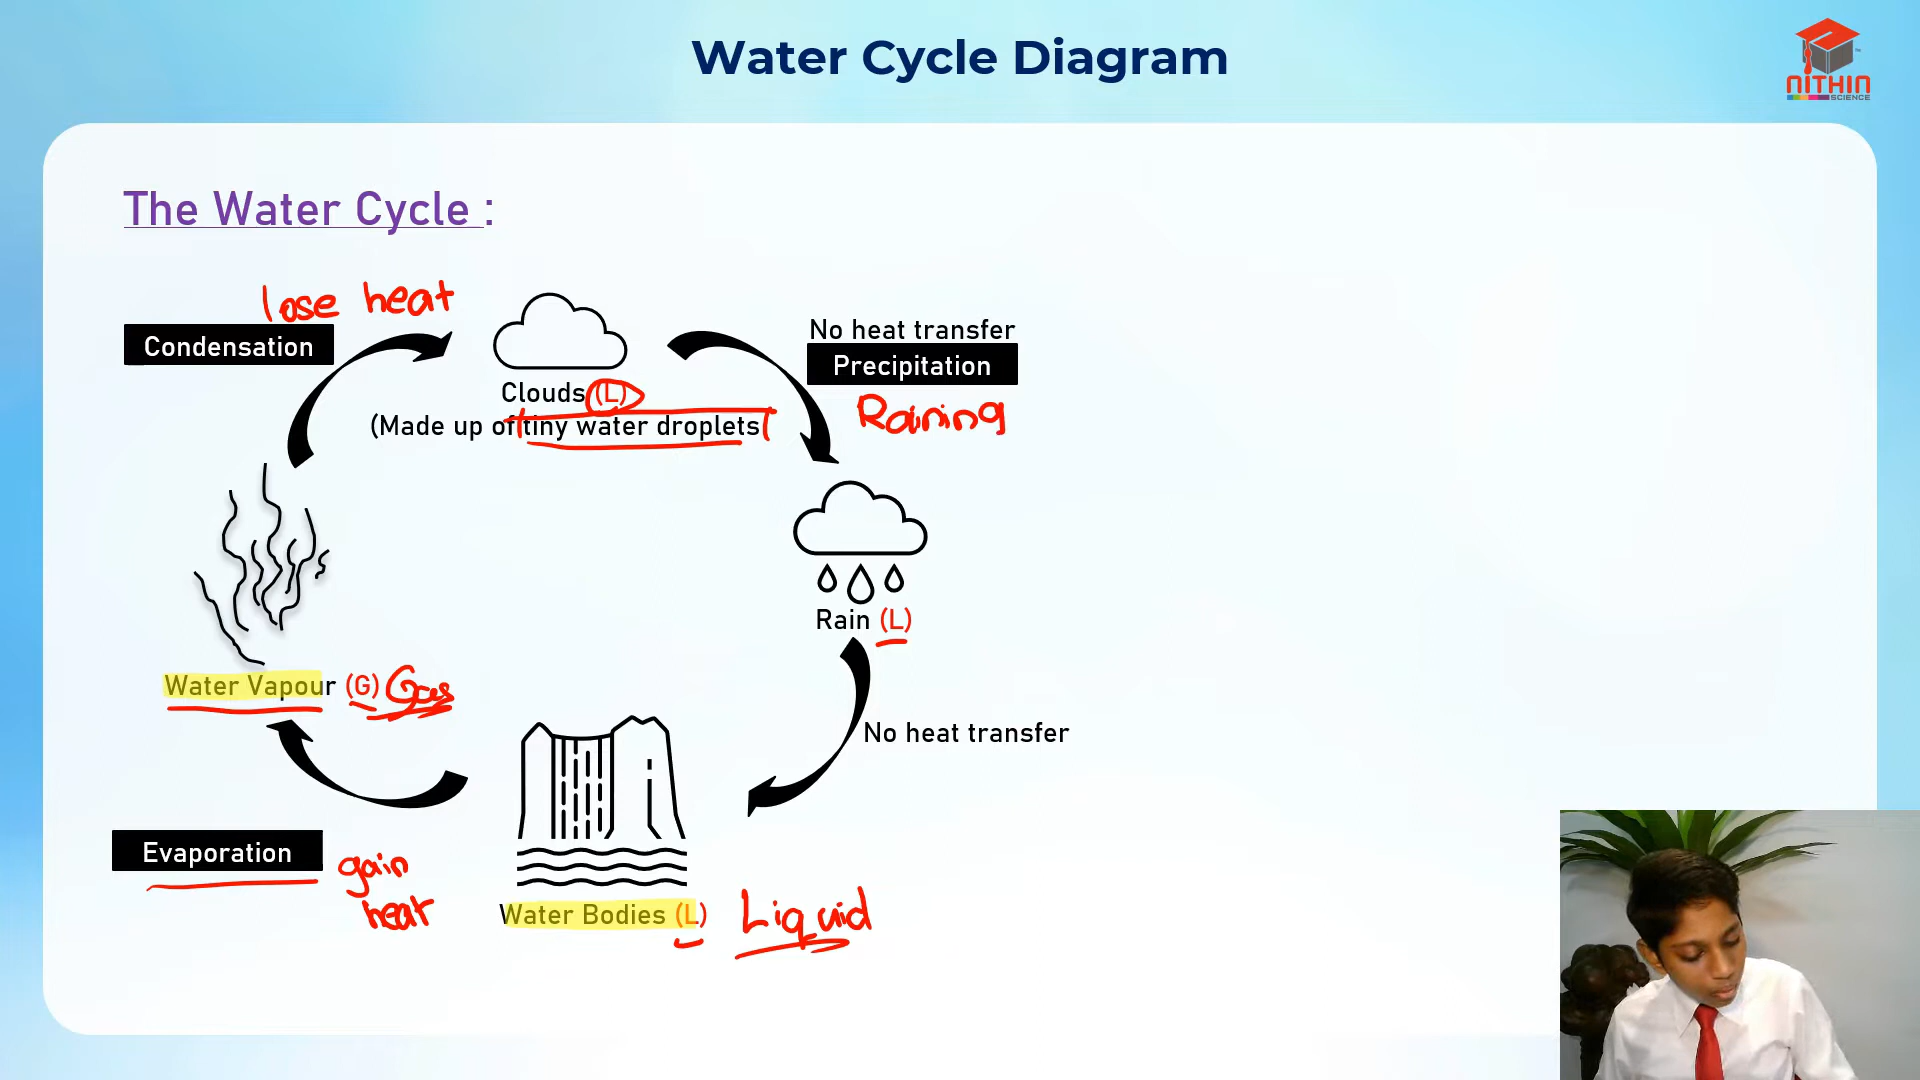 Water Cycle Diagram
NITHIN
SCIENCE
The Water Cycle :
lose heat
Condensation
No heat transfer
Precipitation
Raining
Clouds (L)
(Made up of tiny water droplets)
Rain (L)
Water Vapour (G) Gas
No heat transfer
Evaporation
gain
heat
Water Bodies (L) Liquid